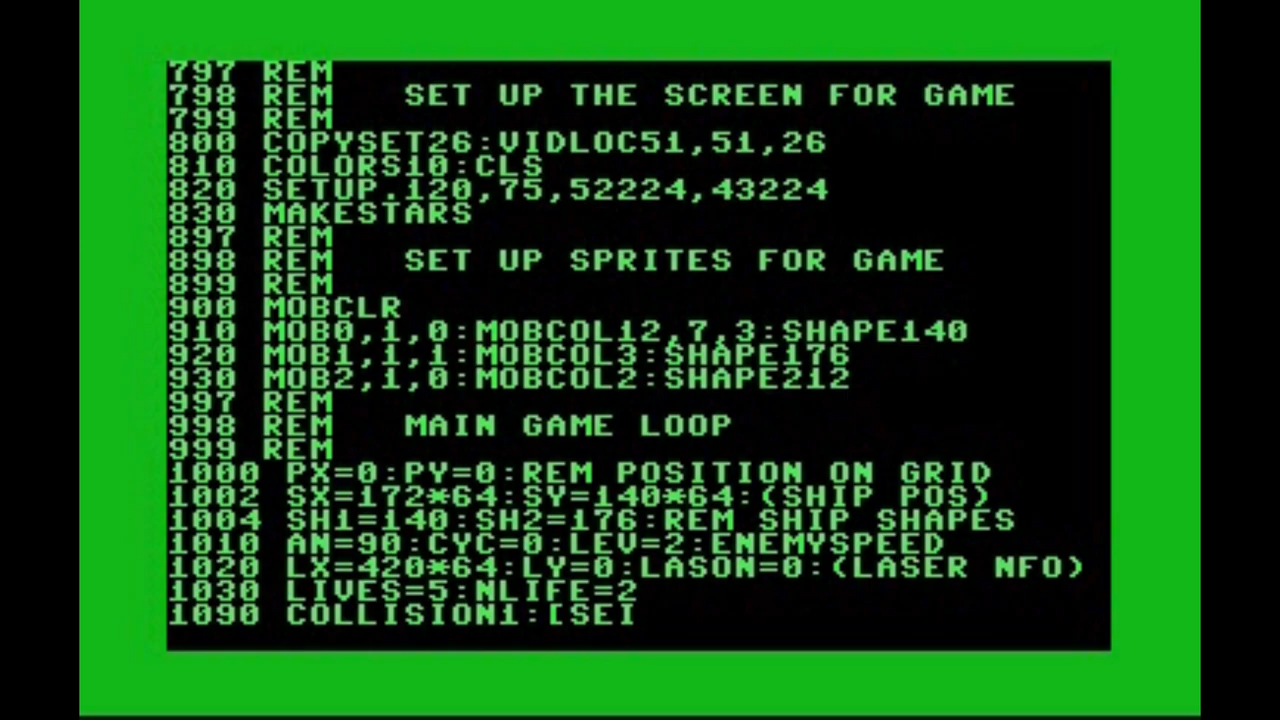 797 REM
798 REM   SET UP THE SCREEN FOR GAME
799 REM
800 COPYSET26:VIDLOC51,51,26
810 COLORS10:CLS
820 SETUP.120,75,52224,43224
830 MAKESTARS
897 REM
898 REM   SET UP SPRITES FOR GAME
899 REM
900 MOBCLR
910 MOB0,1,0:MOBCOL12,7,3:SHAPE140
920 MOB1,1,1:MOBCOL3:SHAPE176
930 MOB2,1,0:MOBCOL2:SHAPE212
997 REM
998 REM   MAIN GAME LOOP
999 REM
1000 PX=0:PY=0:REM POSITION ON GRID
1002 SX=172*64:SY=140*64:(SHIP POS)
1004 SH1=140:SH2=176:REM SHIP SHAPES
1010 AN=90:CYC=0:LEV=2:ENEMYSPEED
1020 LX=420*64:LY=0:LASON=0:(LASER NFO)
1030 LIVES=5:NLIFE=2
1090 COLLISION1:[SEI